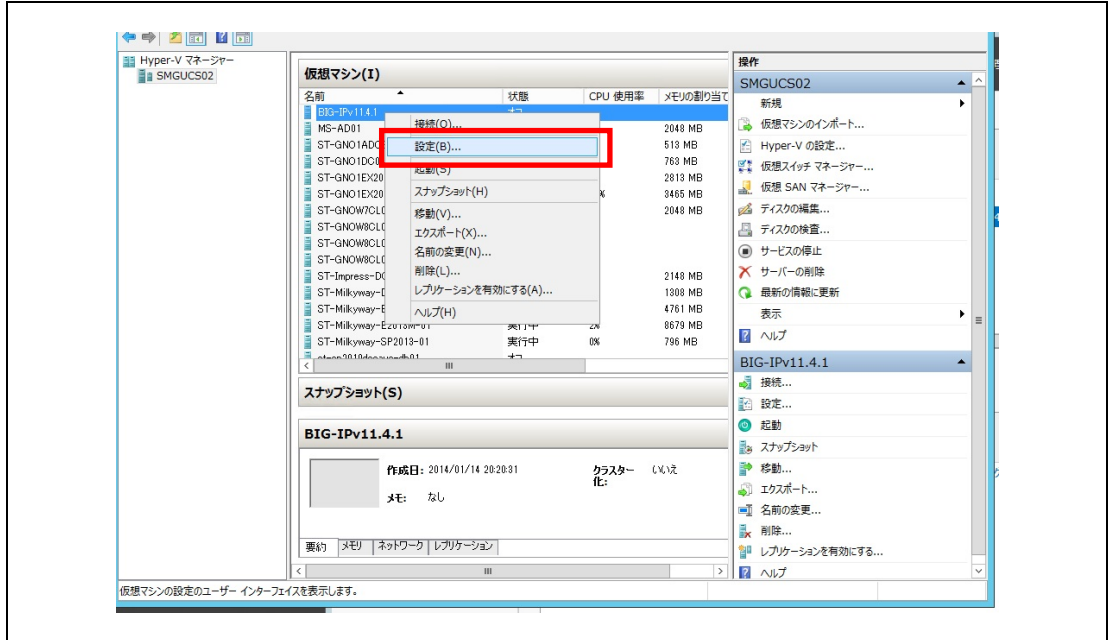 Hyper-V マネージャー
SMGUCS02
仮想マシン(I)
名前 状態 CPU 使用率 メモリの割り当て
BIG-IPv11.4.1 オフ
MS-AD01 2048 MB
ST-GNO1ADC 513 MB
ST-GNO1DC0 763 MB
ST-GNO1EX20 2813 MB
ST-GNO1EX20 % 3465 MB
ST-GNOW7CL0 2048 MB
ST-GNOW8CL0
ST-GNOW8CL0
ST-GNOW8CL0
ST-Impress-D 2148 MB
ST-Milkyway- 1308 MB
ST-Milkyway-E 4761 MB
ST-Milkyway-E2013M-01 実行中 2% 8679 MB
ST-Milkyway-SP2013-01 実行中 0% 796 MB
オフ
接続(O)...
設定(B)...
起動(S)
スナップショット(H)
移動(V)...
エクスポート(X)...
名前の変更(N)...
削除(L)...
レプリケーションを有効にする(A)...
ヘルプ(H)
スナップショット(S)
BIG-IPv11.4.1
作成日: 2014/01/14 20:20:31 クラスター化: いいえ
メモ: なし
要約 メモリ ネットワーク レプリケーション
操作
SMGUCS02
新規
仮想マシンのインポート...
Hyper-V の設定...
仮想スイッチ マネージャー...
仮想 SAN マネージャー...
ディスクの編集...
ディスクの検査...
サービスの停止
サーバーの削除
最新の情報に更新
表示
ヘルプ
BIG-IPv11.4.1
接続...
設定...
起動
スナップショット
移動...
エクスポート...
名前の変更...
削除...
レプリケーションを有効にする...
ヘルプ
仮想マシンの設定のユーザー インターフェイスを表示します。